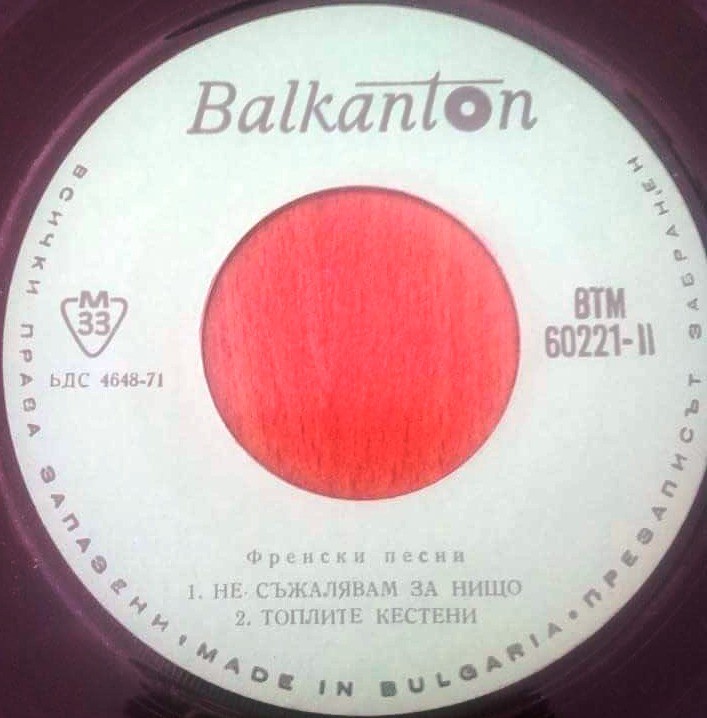 Balkanton
M
33
БДС 4648-71
ВТМ
60221-II
Френски песни
1. НЕ СЪЖАЛЯВАМ ЗА НИЩО
2. ТОПЛИТЕ КЕСТЕНИ
ВСИЧКИ ПРАВА ЗАПАЗЕНИ • MADE IN BULGARIA • ПРЕЗАПИСЪТ ЗАБРАНЕН